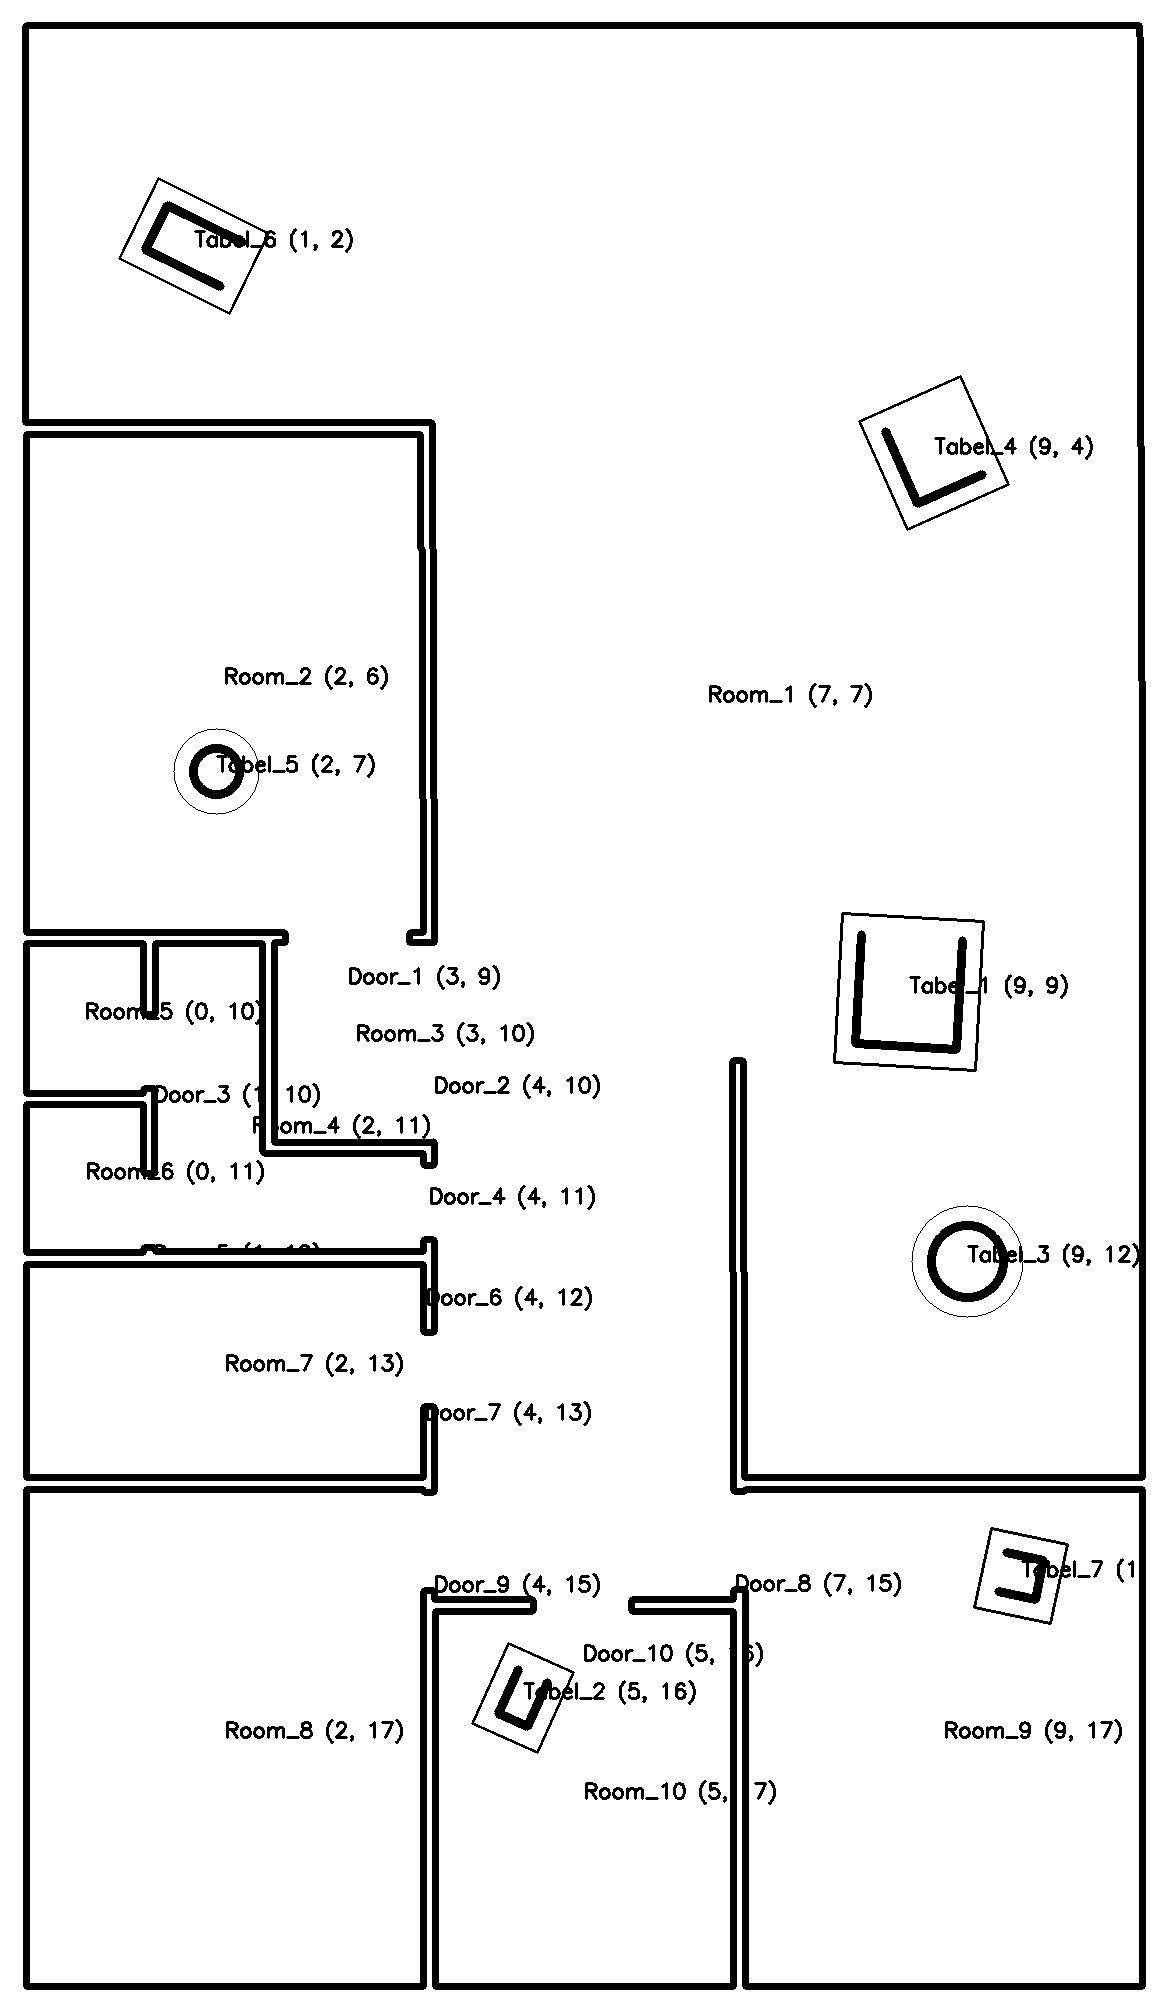 Tabel_6 (1, 2)
Tabel_4 (9, 4)
Room_2 (2, 6)
Room_1 (7, 7)
Tabel_5 (2, 7)
Door_1 (3, 9)
Tabel_1 (9, 9)
Room_5 (0, 10)
Room_3 (3, 10)
Door_2 (4, 10)
Door_3 (1, 10)
Room_4 (2, 11)
Room_6 (0, 11)
Door_4 (4, 11)
Tabel_3 (9, 12)
Door_6 (4, 12)
Room_7 (2, 13)
Door_7 (4, 13)
Tabel_7 (1
Door_9 (4, 15)
Door_8 (7, 15)
Door_10 (5, 16)
Tabel_2 (5, 16)
Room_8 (2, 17)
Room_9 (9, 17)
Room_10 (5, 17)